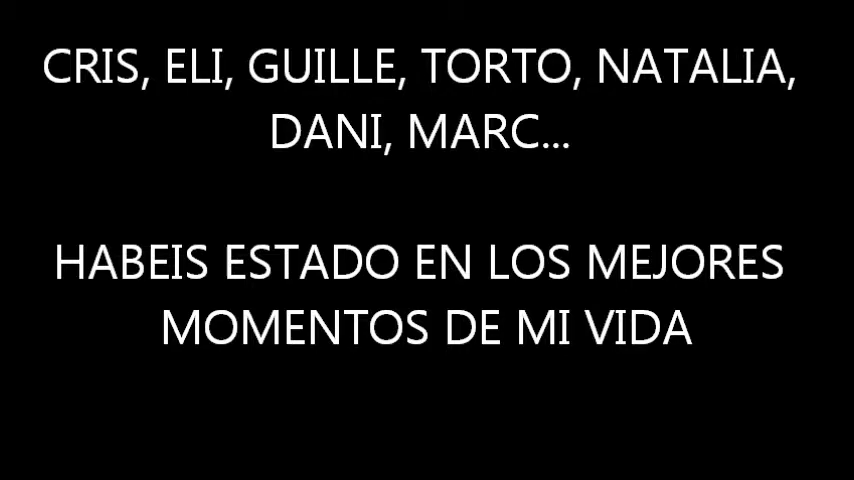 CRIS, ELI, GUILLE, TORTO, NATALIA,
DANI, MARC...
HABEIS ESTADO EN LOS MEJORES
MOMENTOS DE MI VIDA